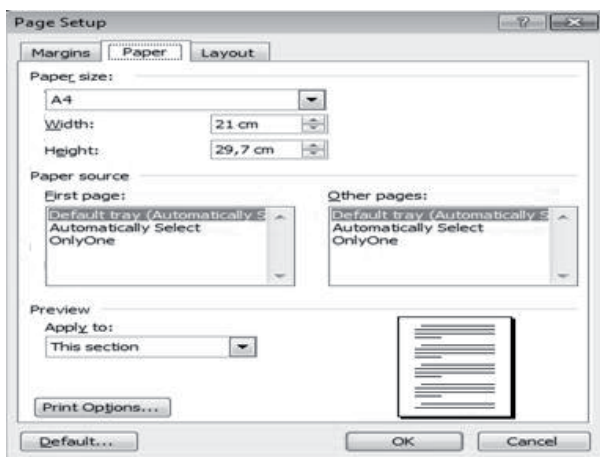 Page Setup
Margins Paper Layout
Paper size:
A4
Width: 21 cm
Height: 29,7 cm
Paper source
First page: Other pages:
Default tray (Automatically S Default tray (Automatically S
Automatically Select Automatically Select
OnlyOne OnlyOne
Preview
Apply to:
This section
Print Options...
Default... OK Cancel